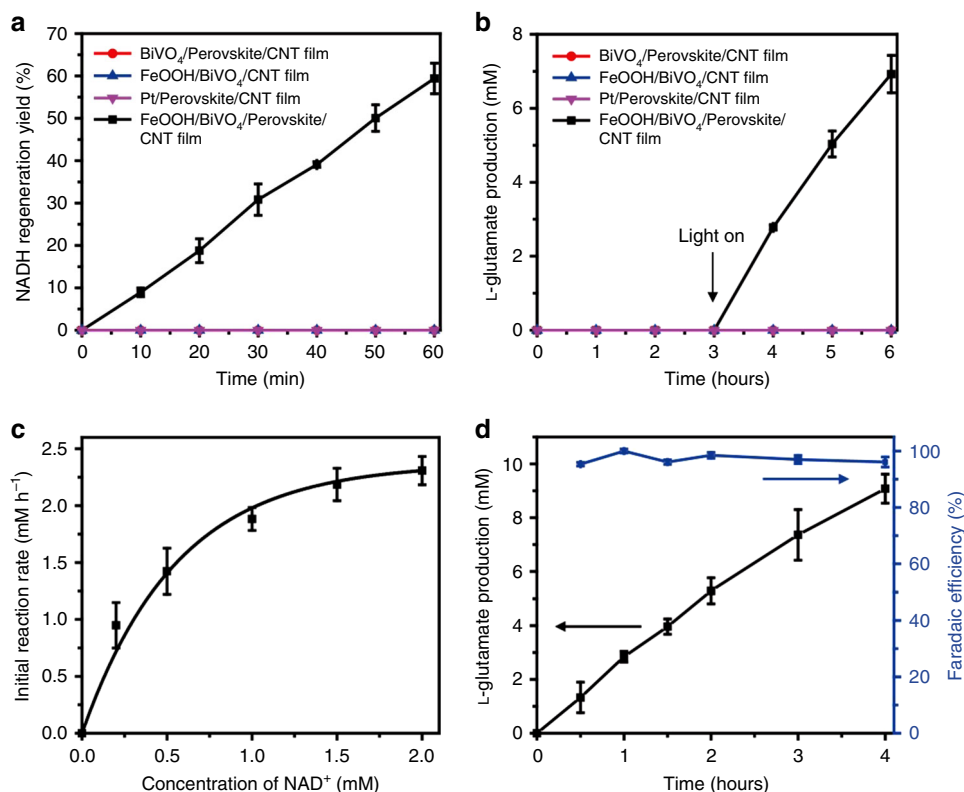 a
NADH regeneration yield (%)
70
60
50
40
30
20
10
0
BiVO₄/Perovskite/CNT film
FeOOH/BiVO₄/CNT film
Pt/Perovskite/CNT film
FeOOH/BiVO₄/Perovskite/
CNT film
0 10 20 30 40 50 60
Time (min)
b
L-glutamate production (mM)
8
6
4
2
0
BiVO₄/Perovskite/CNT film
FeOOH/BiVO₄/CNT film
Pt/Perovskite/CNT film
FeOOH/BiVO₄/Perovskite/
CNT film
Light on
0 1 2 3 4 5 6
Time (hours)
c
Initial reaction rate (mM h⁻¹)
2.5
2.0
1.5
1.0
0.5
0.0
0.0 0.5 1.0 1.5 2.0
Concentration of NAD⁺ (mM)
d
L-glutamate production (mM)
10
8
6
4
2
0
100
80
60
40
20
0
Faradaic efficiency (%)
0 1 2 3 4
Time (hours)